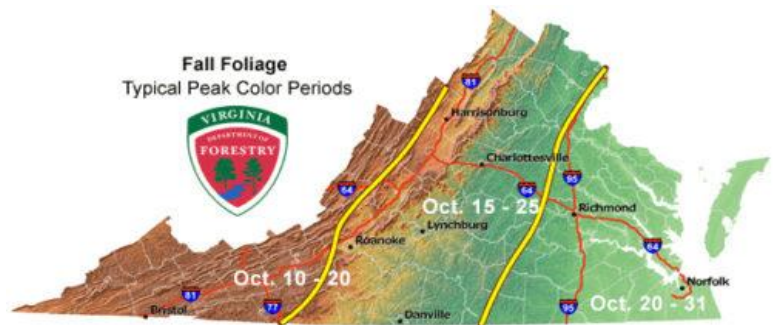 Fall Foliage
Typical Peak Color Periods
VIRGINIA
DEPARTMENT OF
FORESTRY
81
Harrisonburg
Charlottesville
95
64
64
Oct. 15 - 25
Richmond
Lynchburg
Roanoke
64
Oct. 10 - 20
Norfolk
81
77
Oct. 20 - 31
Bristol
Danville
95